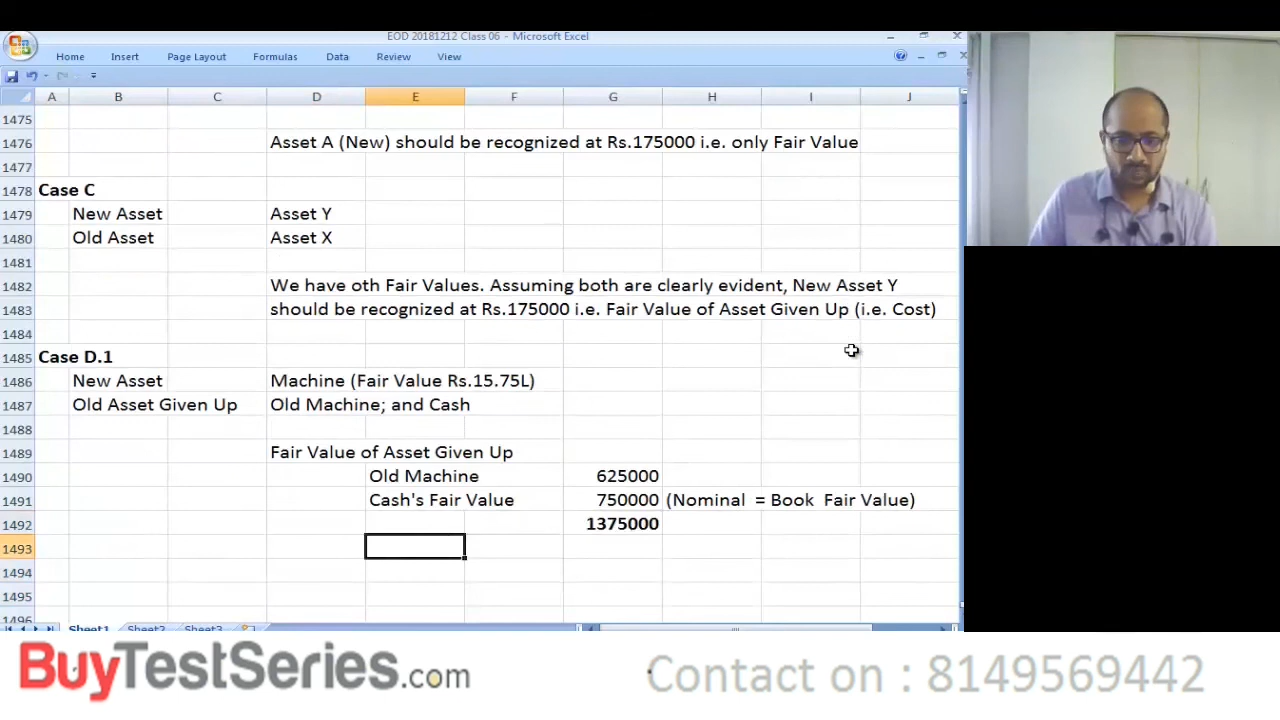 EOD 20181212 Class 06 - Microsoft Excel
Home Insert Page Layout Formulas Data Review View
A B C D E F G H I J
1475
1476 Asset A (New) should be recognized at Rs.175000 i.e. only Fair Value
1477
1478 Case C
1479 New Asset Asset Y
1480 Old Asset Asset X
1481
1482 We have oth Fair Values. Assuming both are clearly evident, New Asset Y
1483 should be recognized at Rs.175000 i.e. Fair Value of Asset Given Up (i.e. Cost)
1484
1485 Case D.1
1486 New Asset Machine (Fair Value Rs.15.75L)
1487 Old Asset Given Up Old Machine; and Cash
1488
1489 Fair Value of Asset Given Up
1490 Old Machine 625000
1491 Cash's Fair Value 750000 (Nominal = Book Fair Value)
1492 1375000
1493
1494
1495
1496
Sheet1 Sheet2 Sheet3
BuyTestSeries.com
Contact on : 8149569442